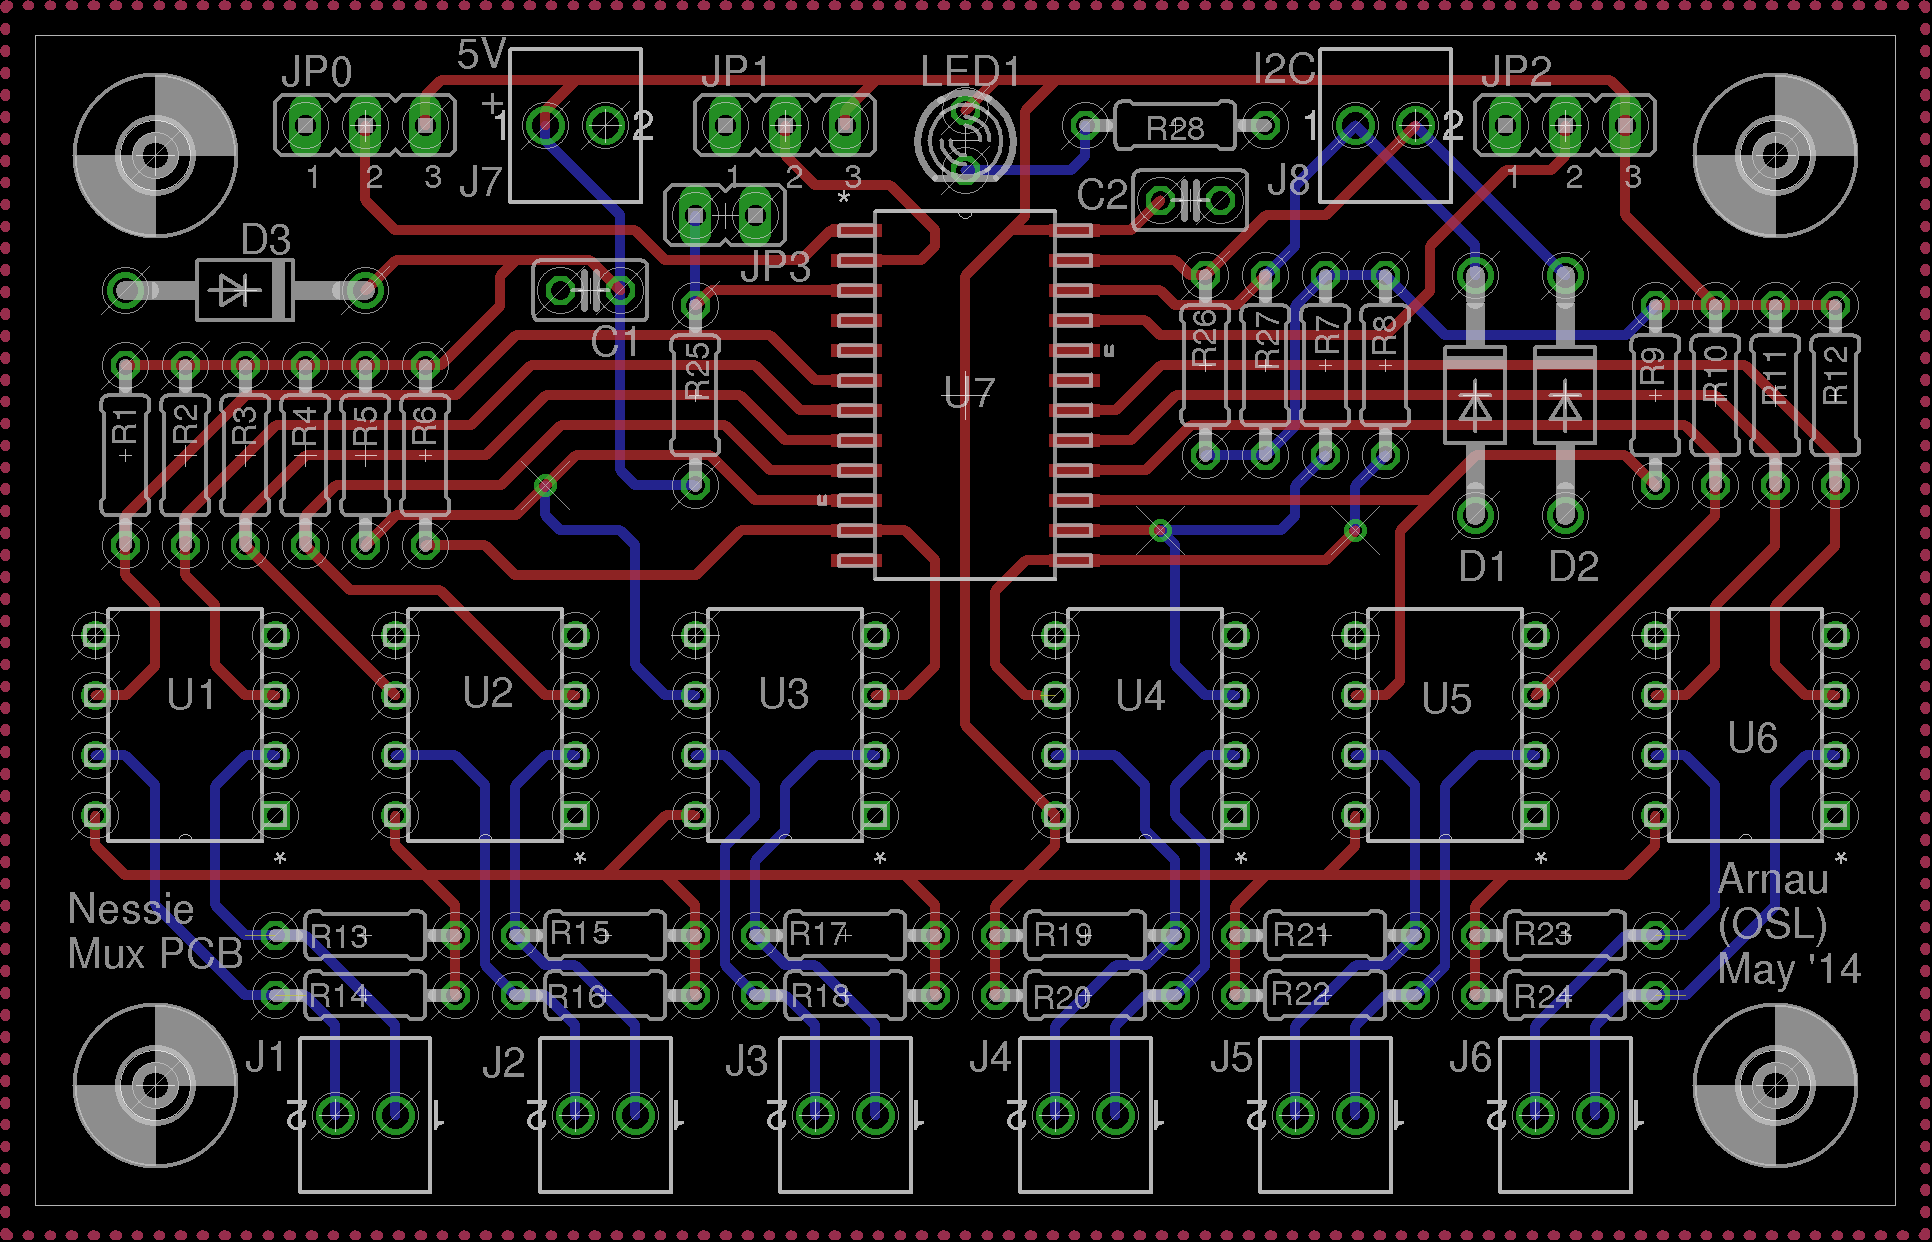 JP0
5V
JP1
LED1
I2C
JP2
+
1
2
R28
1
2
1 2 3
J7
1 2 3
*
C2
J8
1 2 3
D3
JP3
C1
R25
U7
R26
R27
R7
R8
R9
R10
R11
R12
R1
R2
R3
R4
R5
R6
D1
D2
U1
U2
U3
U4
U5
U6
*
*
*
*
*
*
Nessie
Mux PCB
Arnau
(OSL)
May '14
R13
R15
R17
R19
R21
R23
R14
R16
R18
R20
R22
R24
J1
J2
J3
J4
J5
J6
2 1
2 1
2 1
2 1
2 1
2 1